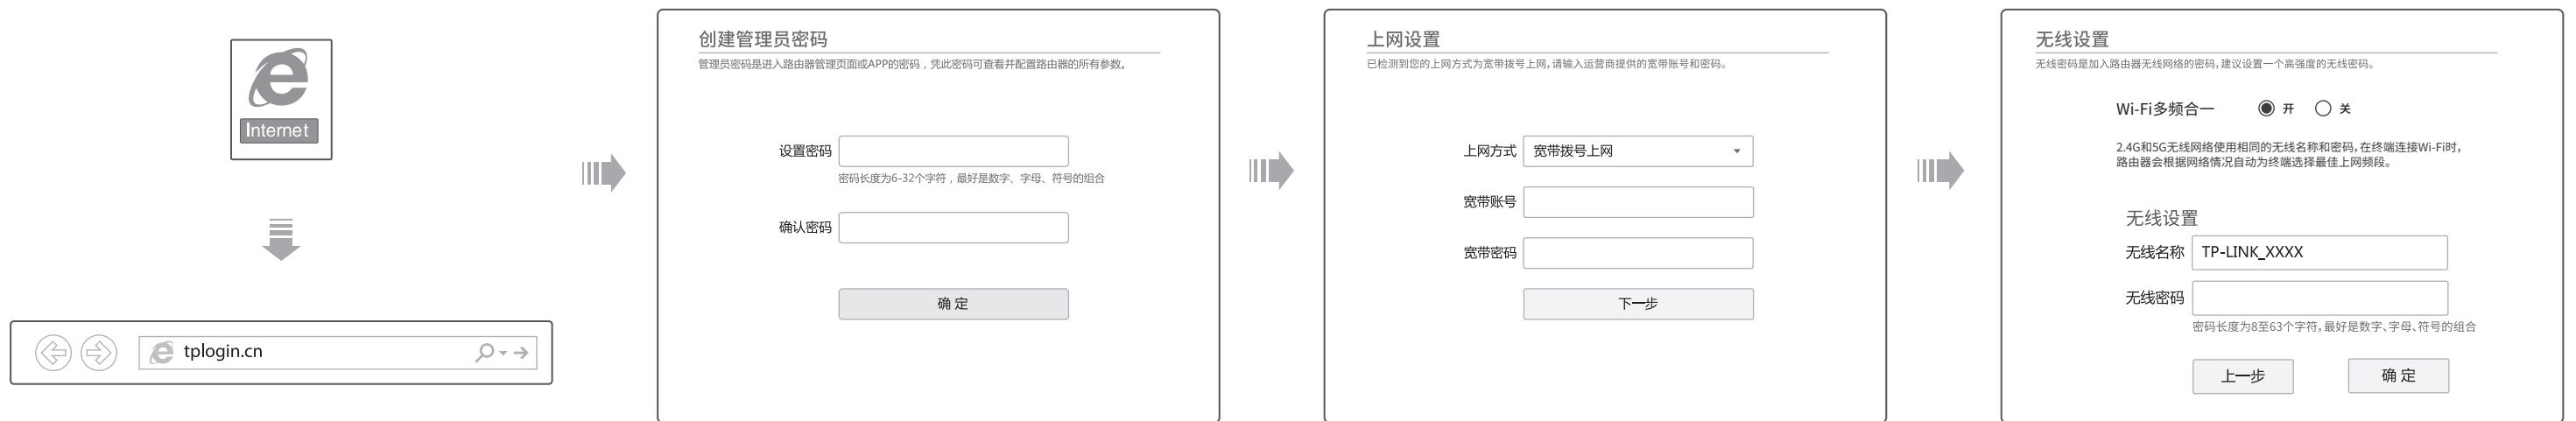 Internet
tplogin.cn
创建管理员密码
管理员密码是进入路由器管理页面或APP的密码，凭此密码可查看并配置路由器的所有参数。
设置密码
密码长度为6-32个字符，最好是数字、字母、符号的组合
确认密码
确 定
上网设置
已检测到您的上网方式为宽带拨号上网，请输入运营商提供的宽带账号和密码。
上网方式 宽带拨号上网
宽带账号
宽带密码
下一步
无线设置
无线密码是加入路由器无线网络的密码，建议设置一个高强度的无线密码。
Wi-Fi多频合一 开 关
2.4G和5G无线网络使用相同的无线名称和密码，在终端连接Wi-Fi时，
路由器会根据网络情况自动为终端选择最佳上网频段。
无线设置
无线名称 TP-LINK_XXXX
无线密码
密码长度为8至63个字符，最好是数字、字母、符号的组合
上一步 确 定